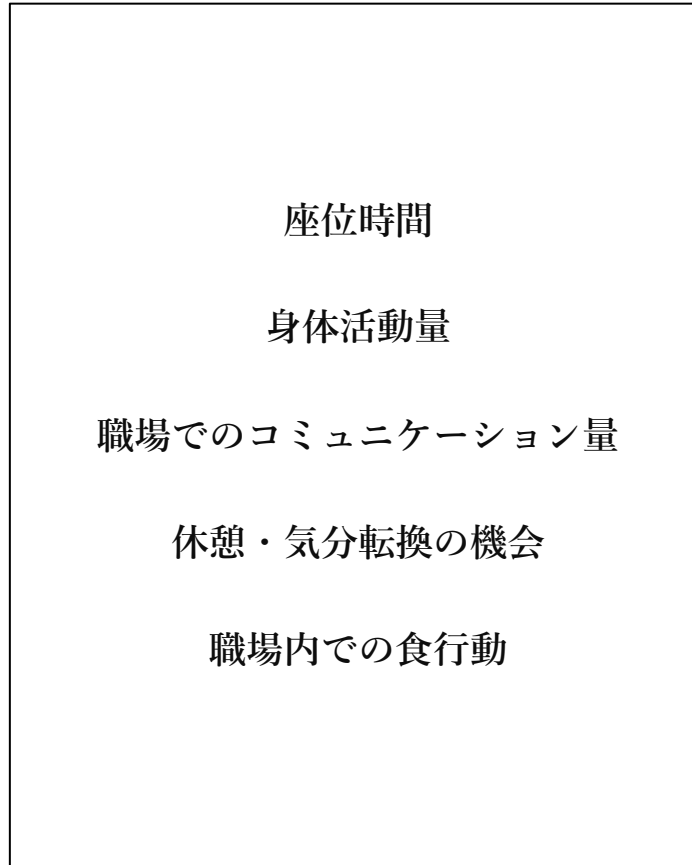 座位時間
身体活動量
職場でのコミュニケーション量
休憩・気分転換の機会
職場内での食行動